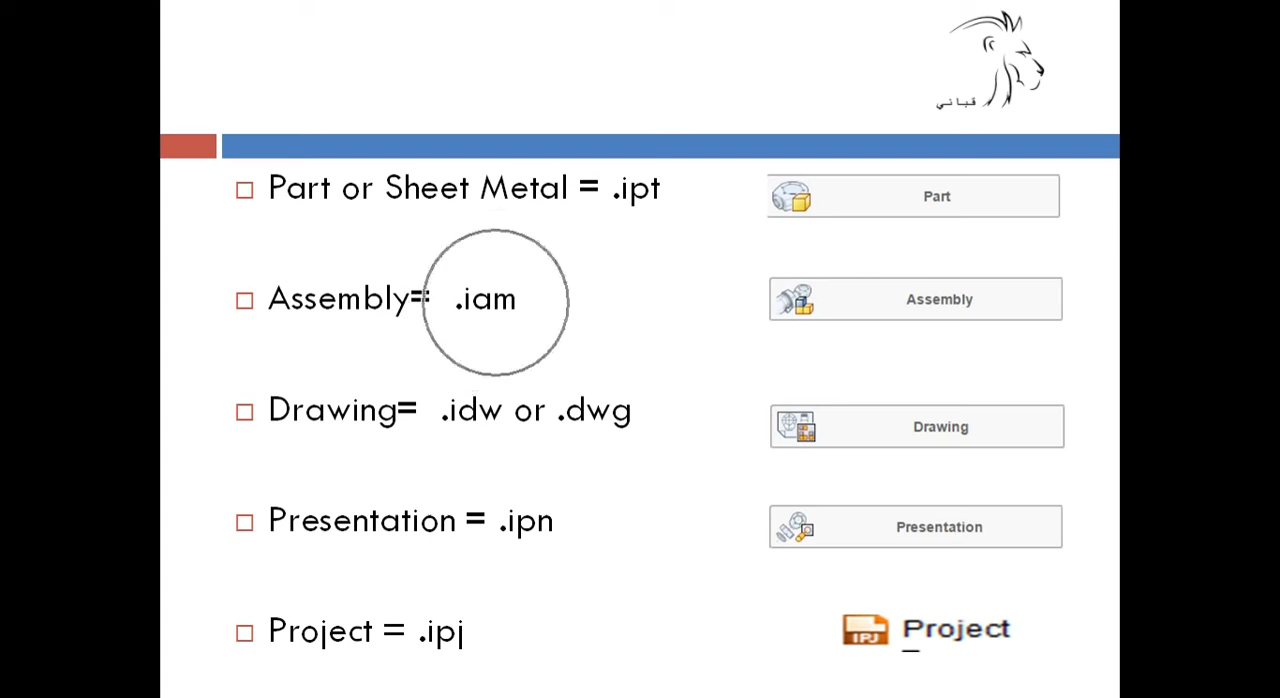 قباني
Part or Sheet Metal = .ipt
Part
Assembly= .iam
Assembly
Drawing= .idw or .dwg
Drawing
Presentation = .ipn
Presentation
Project = .ipj
IPJ Project